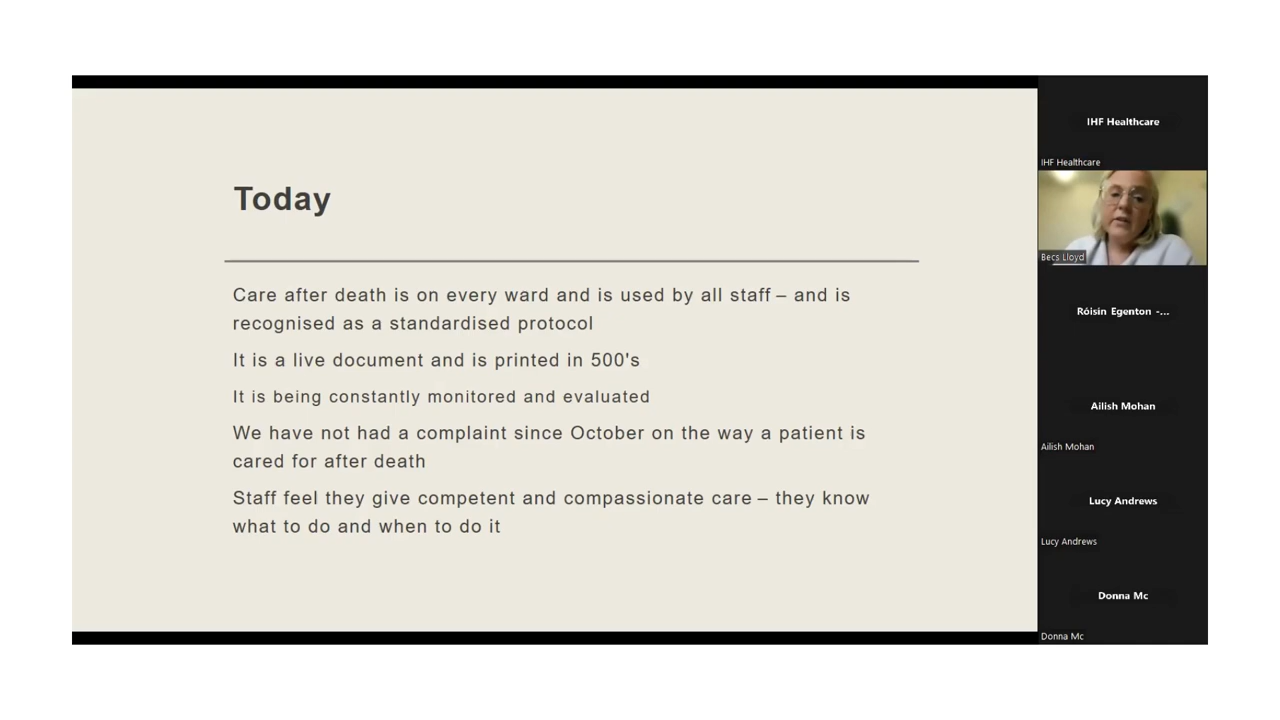 Today
Care after death is on every ward and is used by all staff – and is
recognised as a standardised protocol
It is a live document and is printed in 500's
It is being constantly monitored and evaluated
We have not had a complaint since October on the way a patient is
cared for after death
Staff feel they give competent and compassionate care – they know
what to do and when to do it
IHF Healthcare
IHF Healthcare
Becs Lloyd
Róisin Egenton -...
Ailish Mohan
Ailish Mohan
Lucy Andrews
Lucy Andrews
Donna Mc
Donna Mc